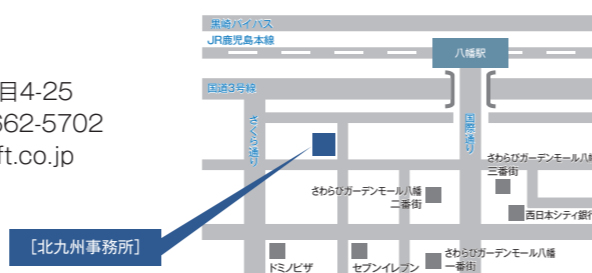 目4-25
662-5702
ft.co.jp
黒崎バイパス
JR鹿児島本線
八幡駅
国道3号線
さくら通り
国際通り
さわらびガーデンモール八幡
三番街
さわらびガーデンモール八幡
二番街
西日本シティ銀行
[北九州事務所]
ドミノピザ
セブンイレブン
さわらびガーデンモール八幡
一番街